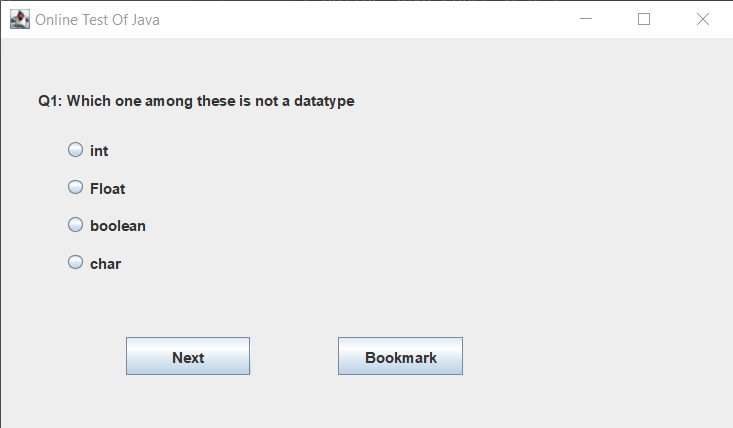 Online Test Of Java
Q1: Which one among these is not a datatype
int
Float
boolean
char
Next
Bookmark